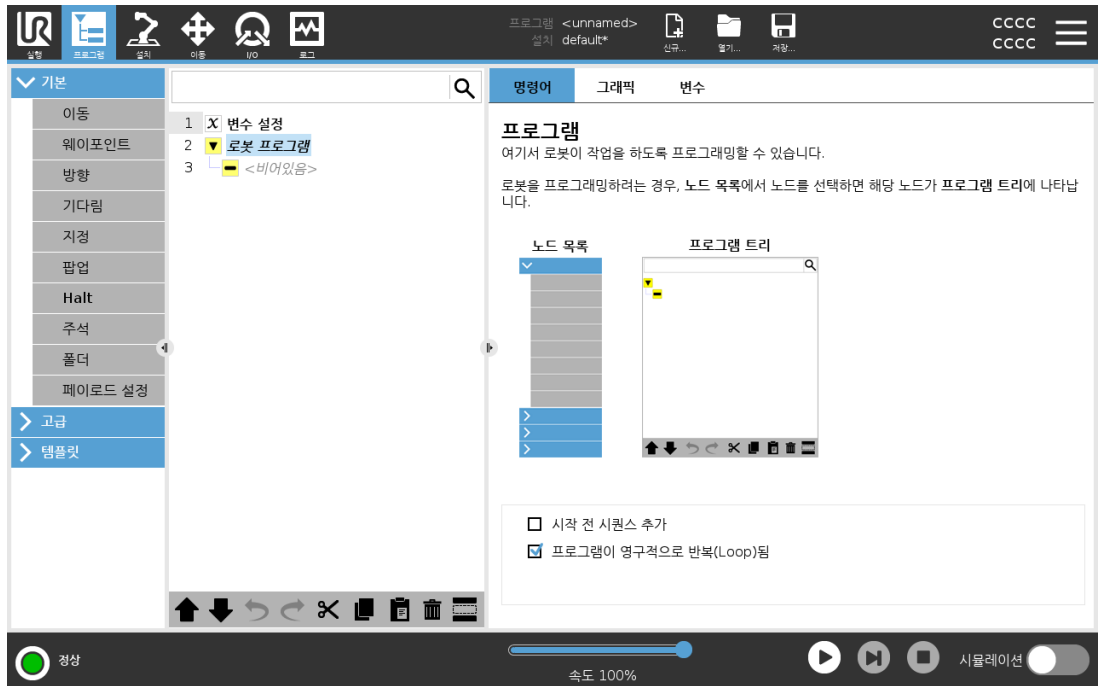 UR
프로그램 <unnamed>
설치 default*
실행 프로그램 설치 이동 I/O 로그
신규... 열기... 저장...
CCCC
CCCC
기본
이동
웨이포인트
방향
기다림
지정
팝업
Halt
주석
폴더
페이로드 설정
고급
템플릿
1 X 변수 설정
2 로봇 프로그램
3 <비어있음>
명령어 그래픽 변수
프로그램
여기서 로봇이 작업을 하도록 프로그래밍할 수 있습니다.
로봇을 프로그래밍하려는 경우, 노드 목록에서 노드를 선택하면 해당 노드가 프로그램 트리에 나타납
니다.
노드 목록 프로그램 트리
시작 전 시퀀스 추가
프로그램이 영구적으로 반복(Loop)됨
정상
속도 100%
시뮬레이션